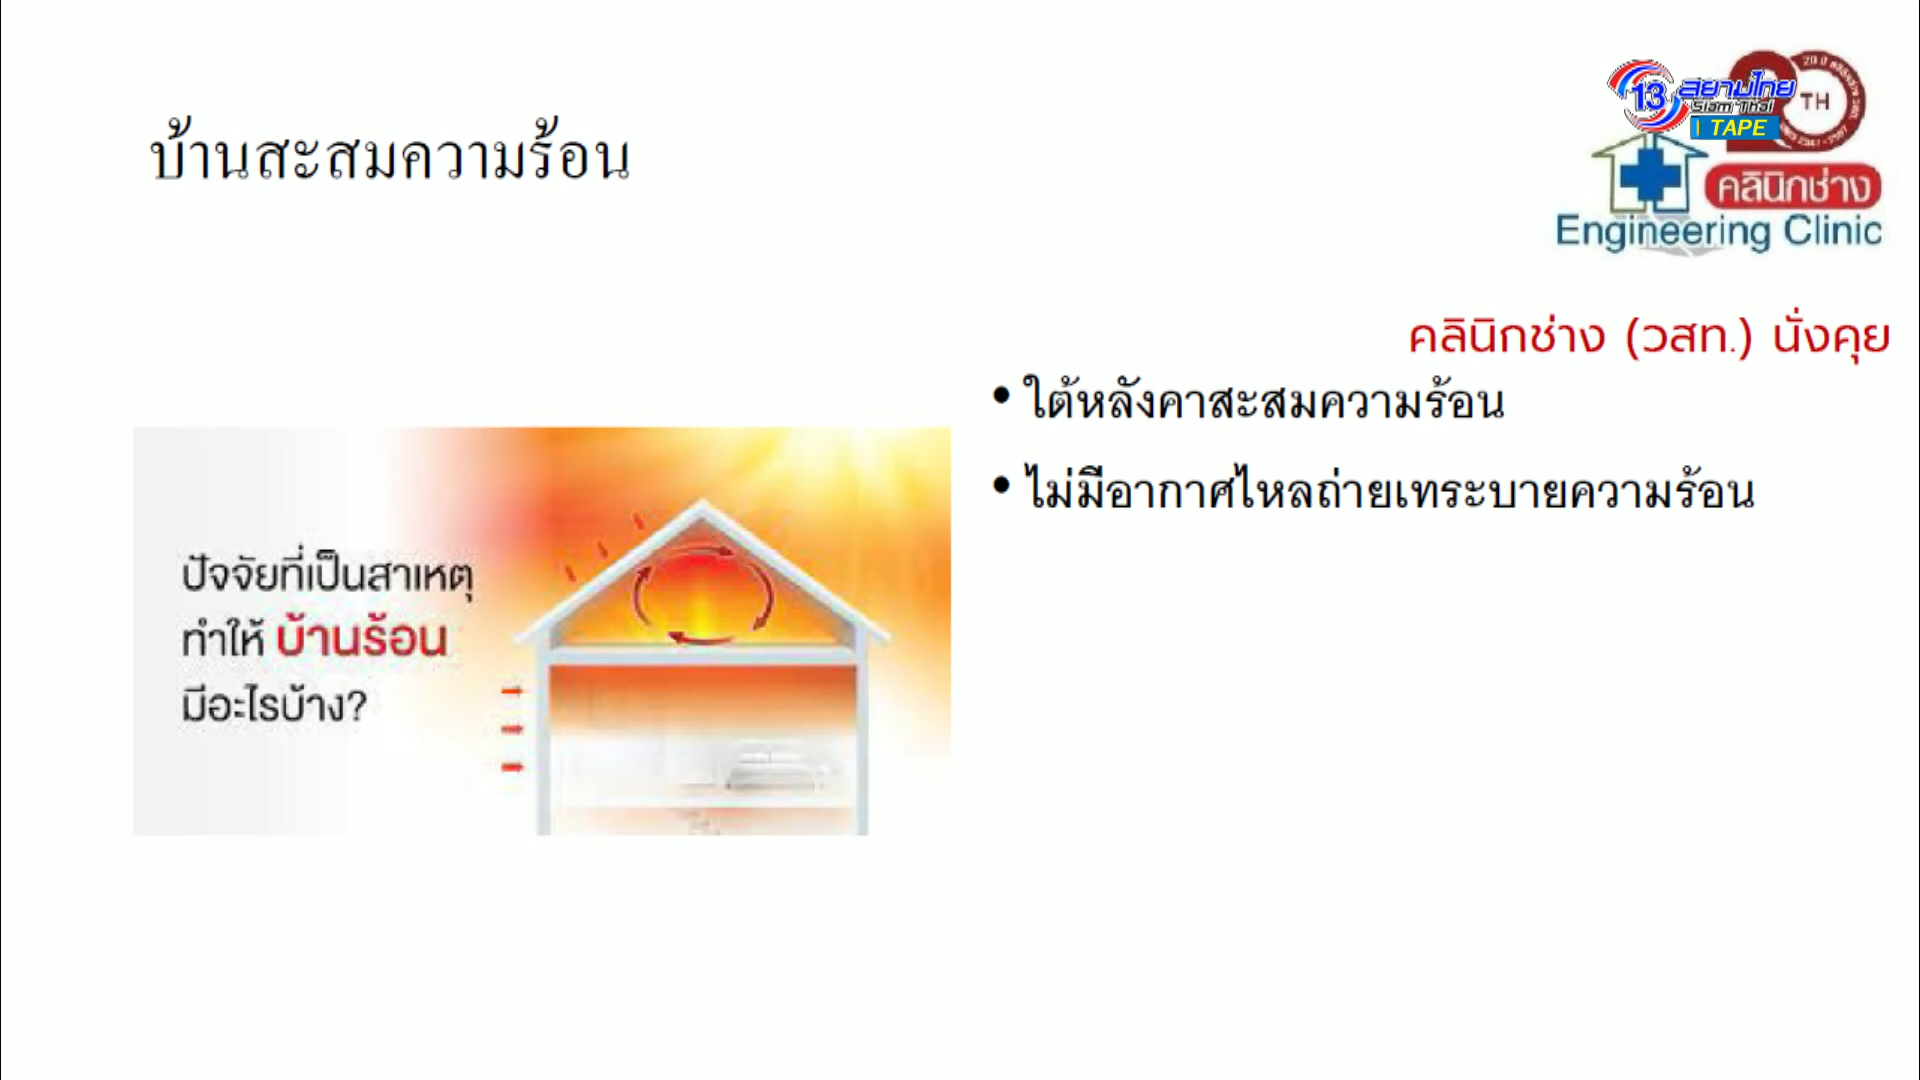 บ้านสะสมความร้อน
13 สยามไทย
Siam Thai
TAPE
TH
คลินิกช่าง
Engineering Clinic
คลินิกช่าง (วสท.) นั่งคุย
• ใต้หลังคาสะสมความร้อน
• ไม่มีอากาศไหลถ่ายเทระบายความร้อน
ปัจจัยที่เป็นสาเหตุ
ทำให้ บ้านร้อน
มีอะไรบ้าง?